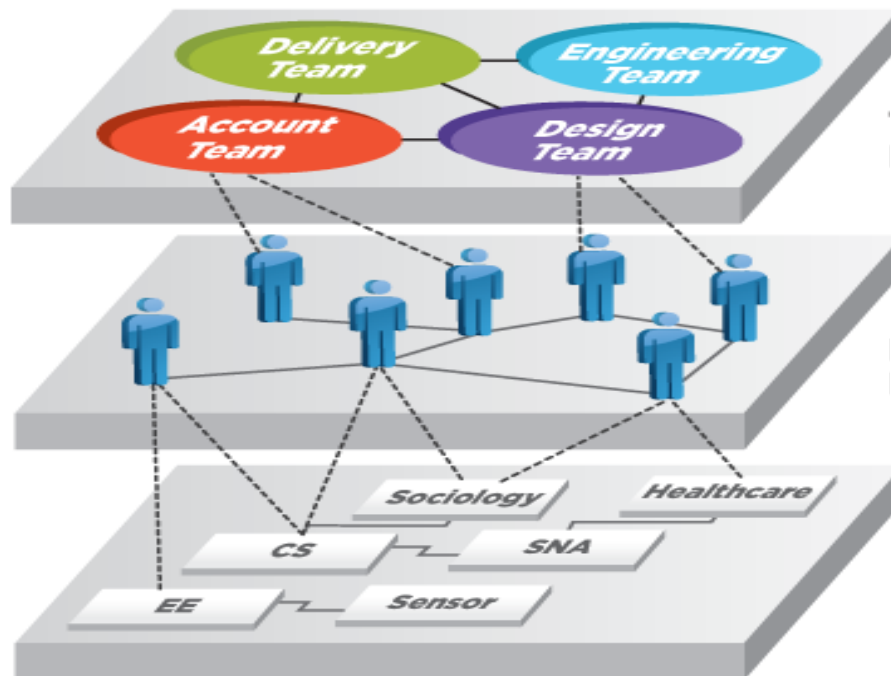 Delivery
Team
Engineering
Team
Account
Team
Design
Team
Sociology
Healthcare
CS
SNA
EE
Sensor